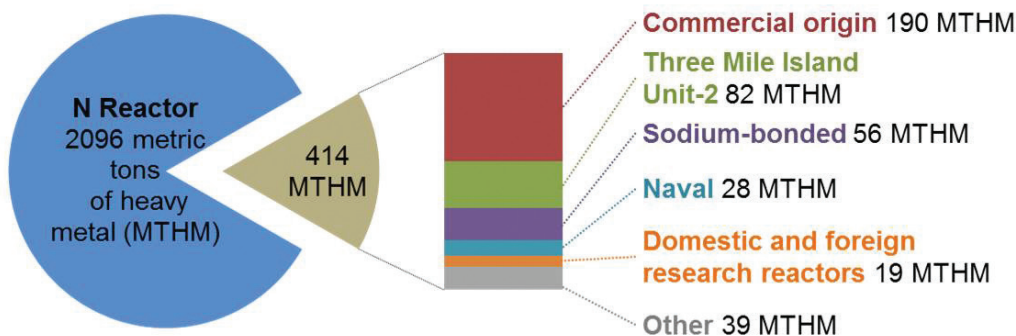 N Reactor
2096 metric
tons
of heavy
metal (MTHM)
414
MTHM
Commercial origin 190 MTHM
Three Mile Island
Unit-2 82 MTHM
Sodium-bonded 56 MTHM
Naval 28 MTHM
Domestic and foreign
research reactors 19 MTHM
Other 39 MTHM